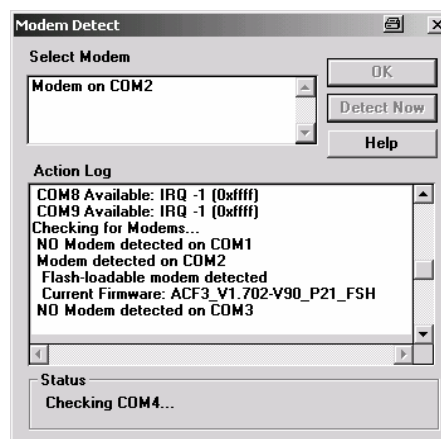 Modem Detect
Select Modem
Modem on COM2
OK
Detect Now
Help
Action Log
COM8 Available: IRQ -1 (0xffff)
COM9 Available: IRQ -1 (0xffff)
Checking for Modems...
NO Modem detected on COM1
Modem detected on COM2
Flash-loadable modem detected
Current Firmware: ACF3_V1.702-V90_P21_FSH
NO Modem detected on COM3
Status
Checking COM4...